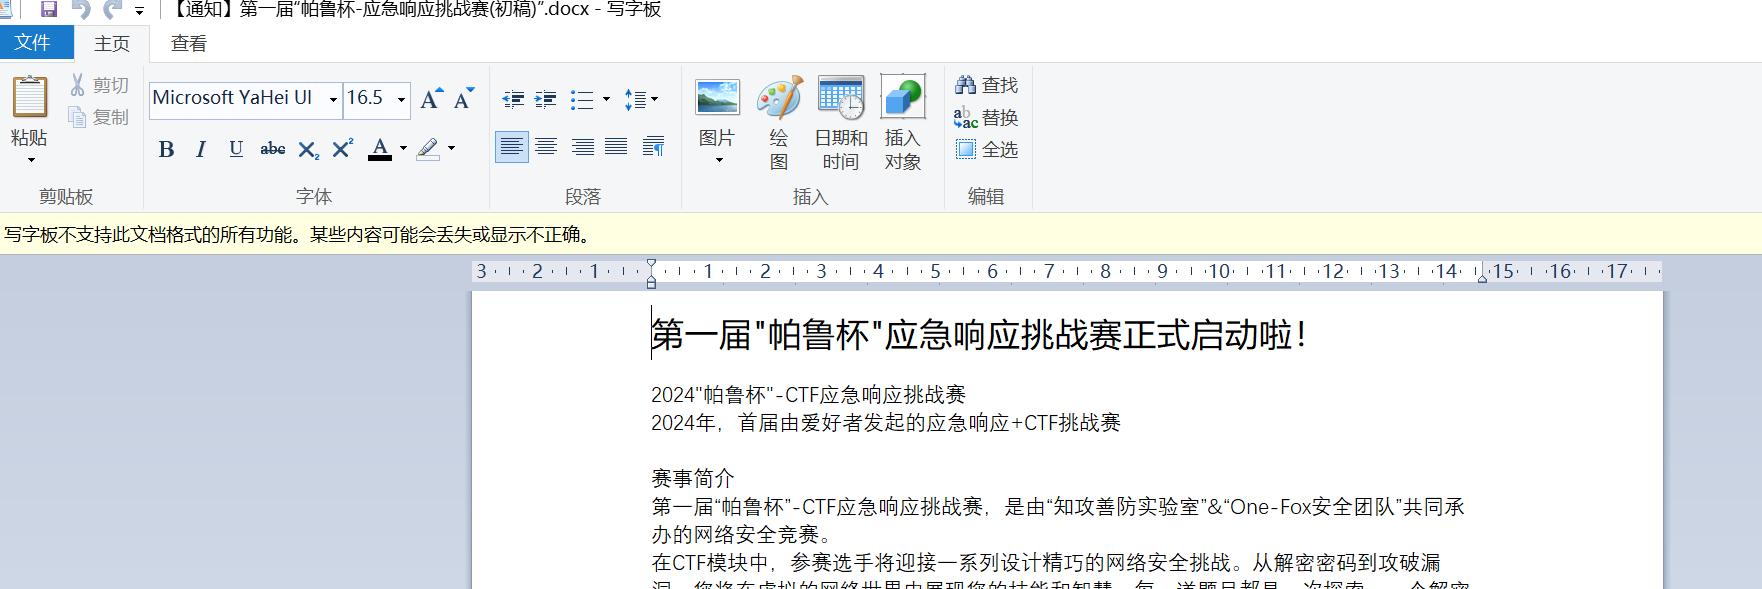 【通知】第一届“帕鲁杯-应急响应挑战赛(初稿)”.docx - 写字板
文件 主页 查看
Microsoft YaHei UI 16.5
粘贴
剪切
复制
剪贴板
B I U abc X₂ X² A
字体
段落
图片
绘图
日期和时间
插入对象
插入
查找
替换
全选
编辑
写字板不支持此文档格式的所有功能。某些内容可能会丢失或显示不正确。
3 2 1 1 2 3 4 5 6 7 8 9 10 11 12 13 14 15 16 17
第一届"帕鲁杯"应急响应挑战赛正式启动啦！
2024"帕鲁杯"-CTF应急响应挑战赛
2024年，首届由爱好者发起的应急响应+CTF挑战赛
赛事简介
第一届“帕鲁杯”-CTF应急响应挑战赛，是由“知攻善防实验室”&“One-Fox安全团队”共同承
办的网络安全竞赛。
在CTF模块中，参赛选手将迎接一系列设计精巧的网络安全挑战。从解密密码到攻破漏